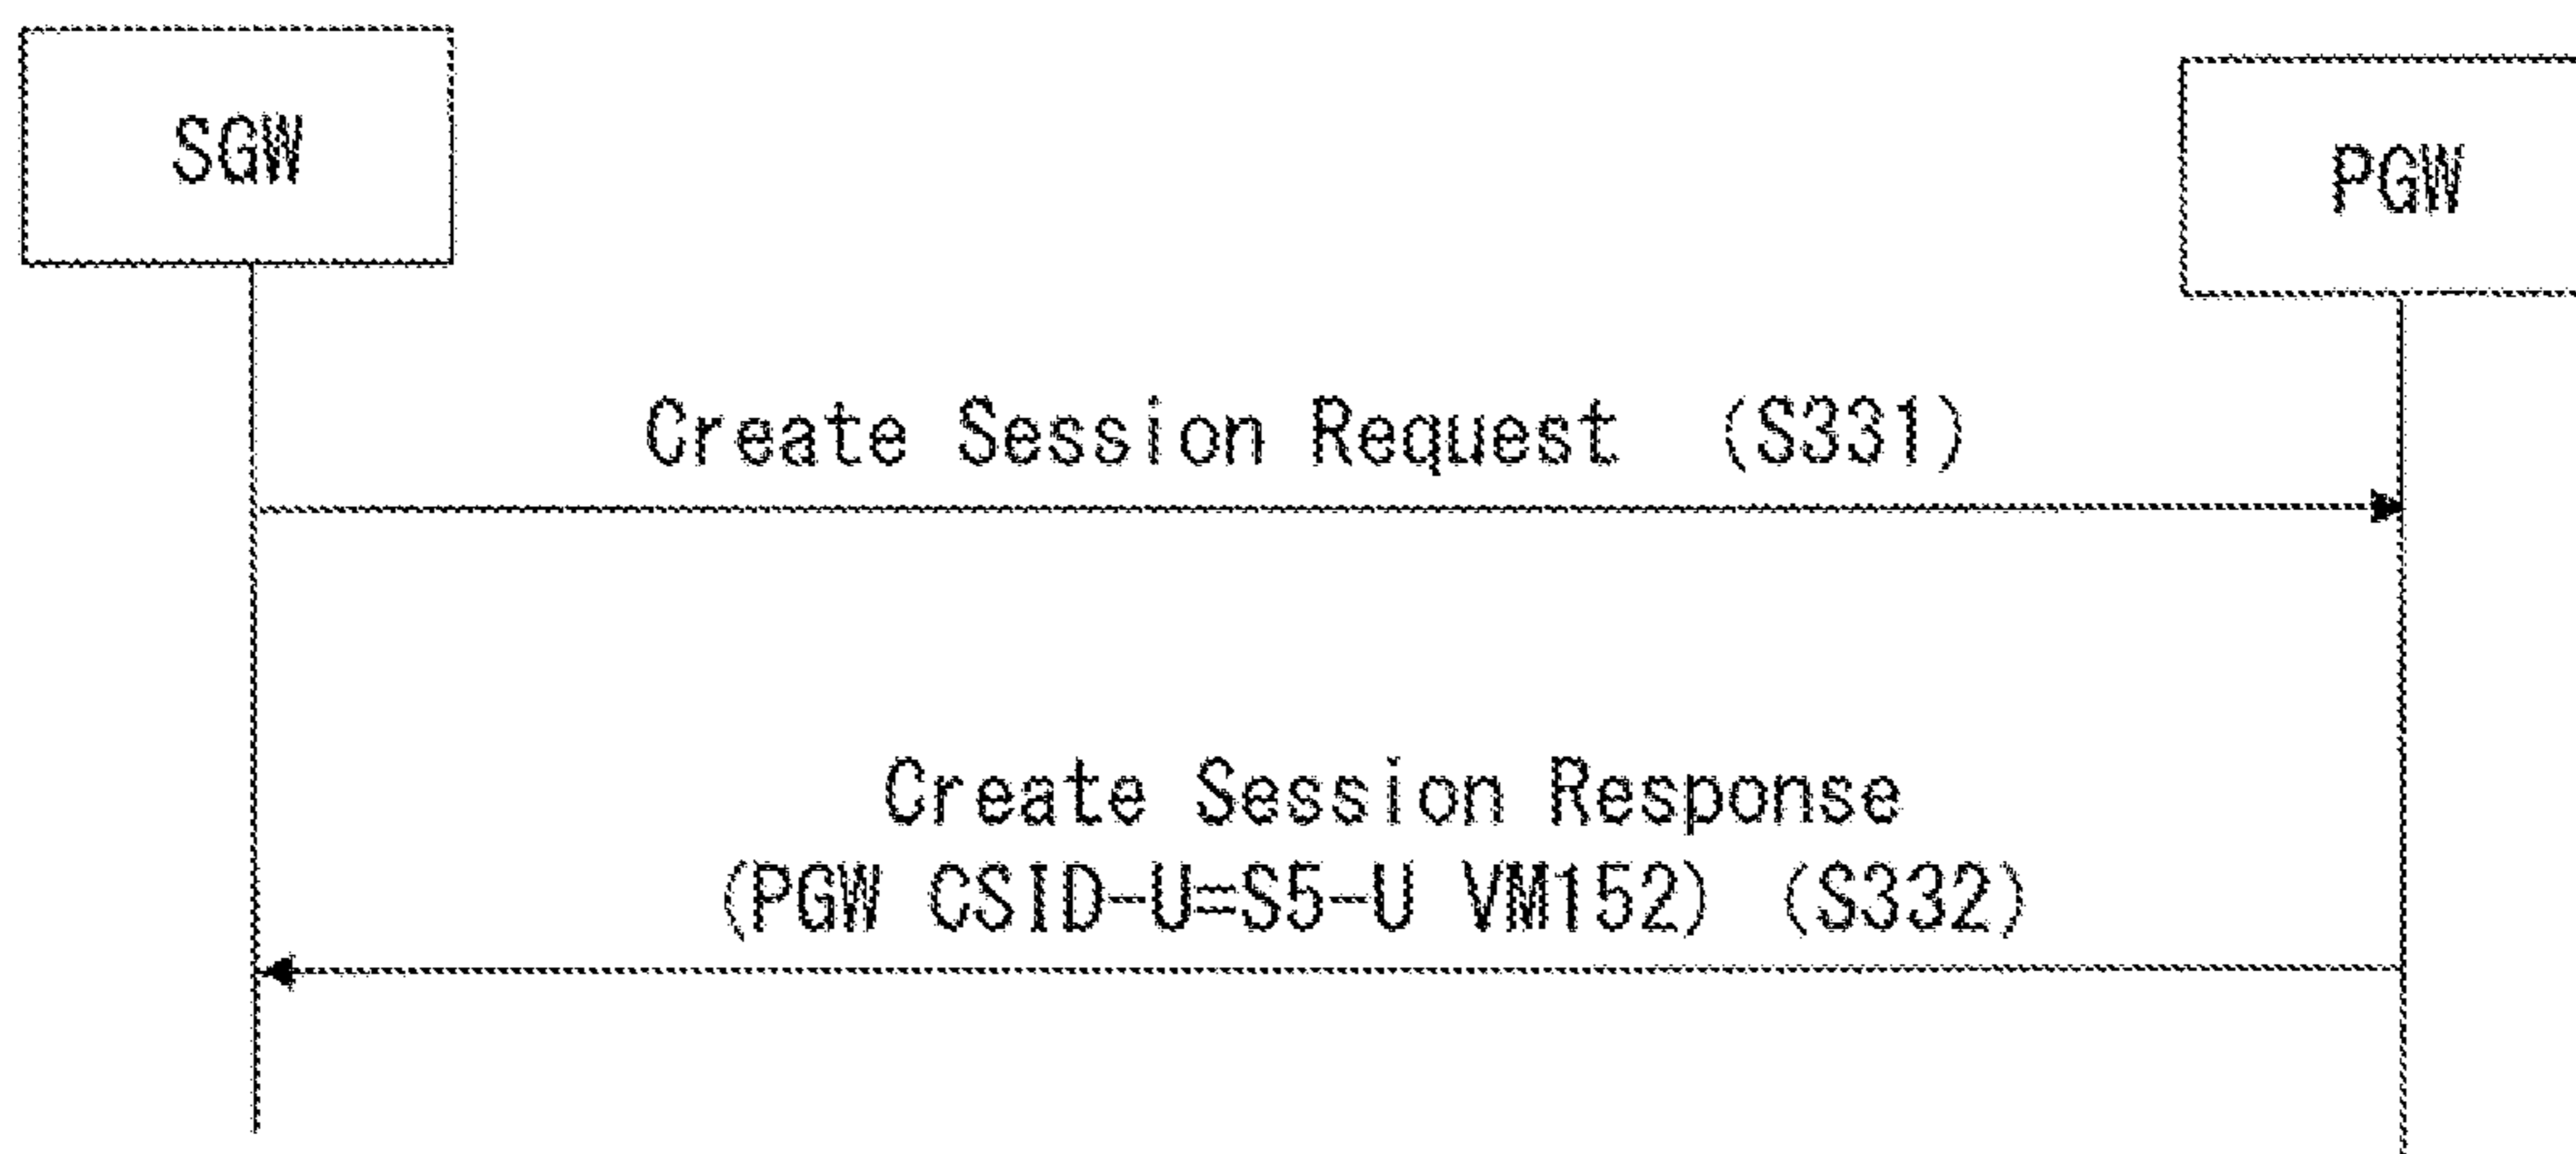 SGW
PGW
Create Session Request (S331)
Create Session Response
(PGW CSID-U=S5-U VM152) (S332)